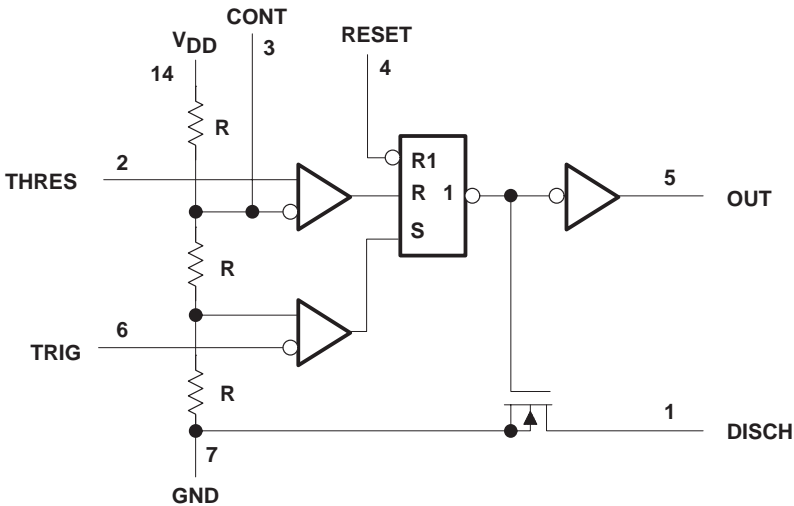 CONT
3
VDD
14
RESET
4
R
R1
THRES
2
R 1
5
OUT
S
R
6
TRIG
R
1
DISCH
7
GND